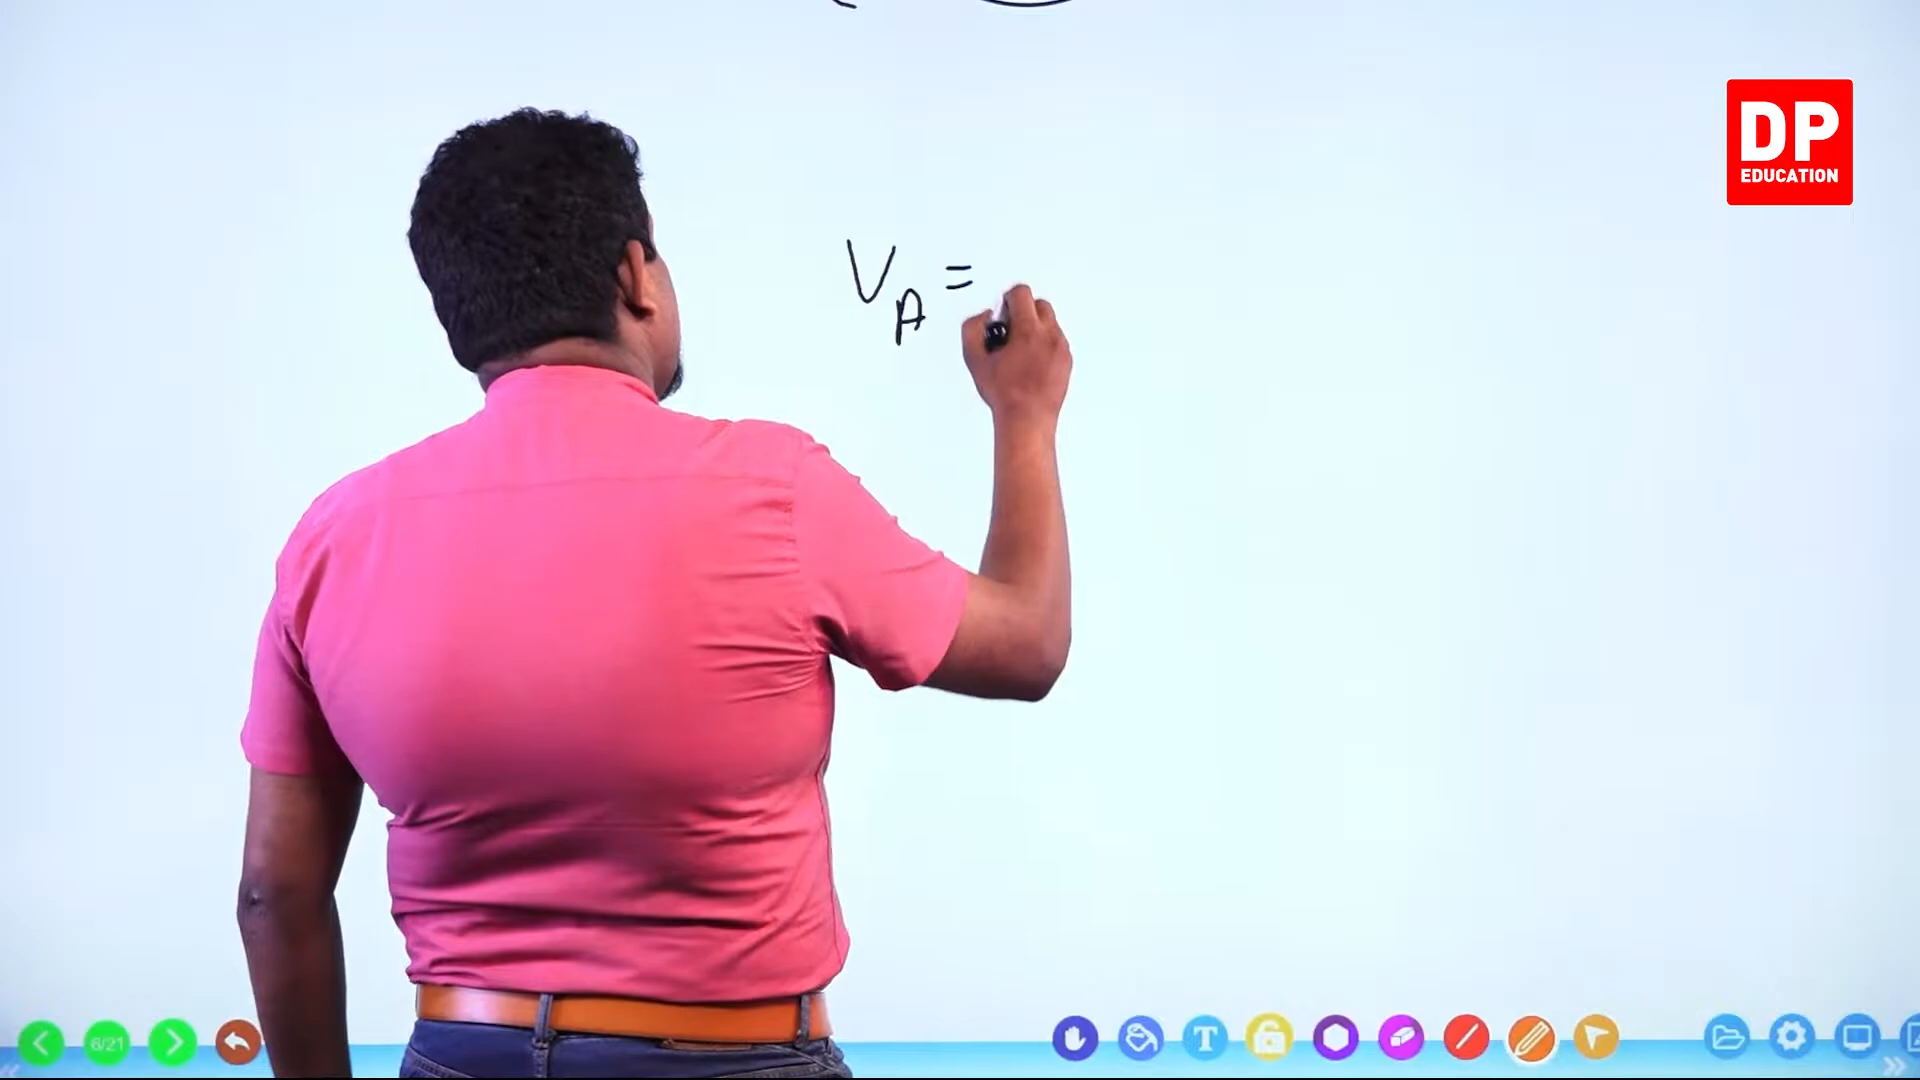 DP
EDUCATION
V_A =
6/21
T